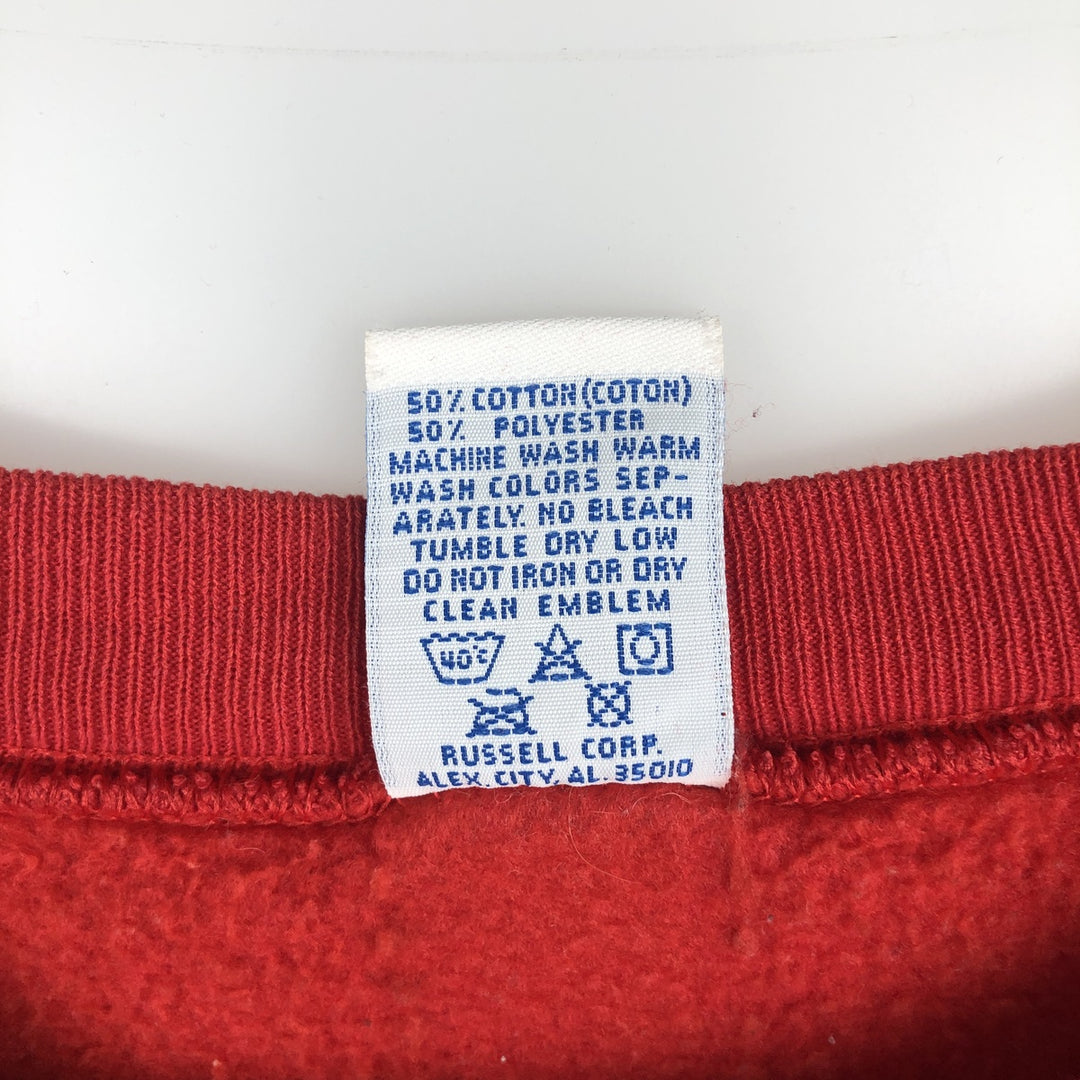 50% COTTON (COTON)
50% POLYESTER
MACHINE WASH WARM
WASH COLORS SEP-
ARATELY. NO BLEACH
TUMBLE DRY LOW
DO NOT IRON OR DRY
CLEAN EMBLEM
40°C
RUSSELL CORP.
ALEX. CITY, AL. 35010